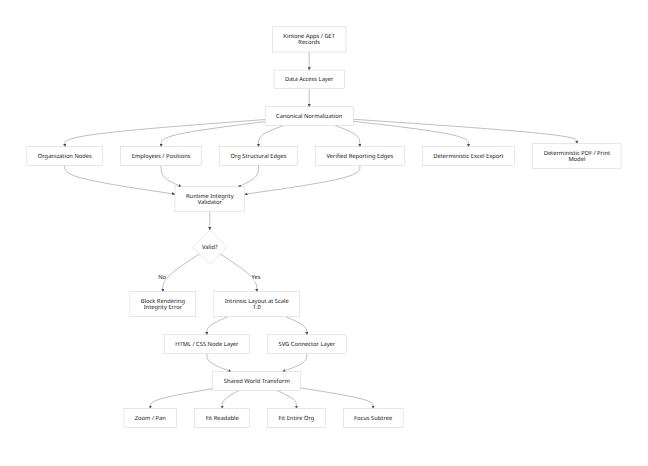 Kintone Apps / GET
Records
Data Access Layer
Canonical Normalization
Organization Nodes
Employees / Positions
Org Structural Edges
Verified Reporting Edges
Deterministic Excel Export
Deterministic PDF / Print
Model
Runtime Integrity
Validator
Valid?
No
Yes
Block Rendering
Integrity Error
Intrinsic Layout at Scale
1.0
HTML / CSS Node Layer
SVG Connector Layer
Shared World Transform
Zoom / Pan
Fit Readable
Fit Entire Org
Focus Subtree